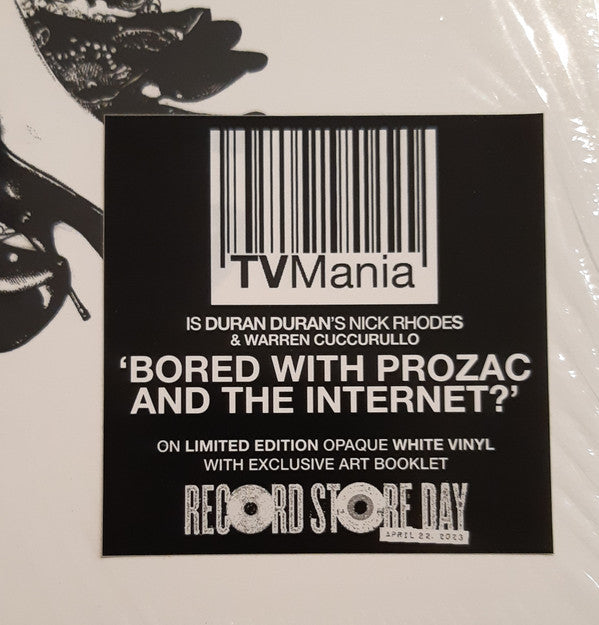 TVMania
IS DURAN DURAN'S NICK RHODES
& WARREN CUCCURULLO
'BORED WITH PROZAC
AND THE INTERNET?'
ON LIMITED EDITION OPAQUE WHITE VINYL
WITH EXCLUSIVE ART BOOKLET
RECORD STORE DAY
APRIL 22. 2023